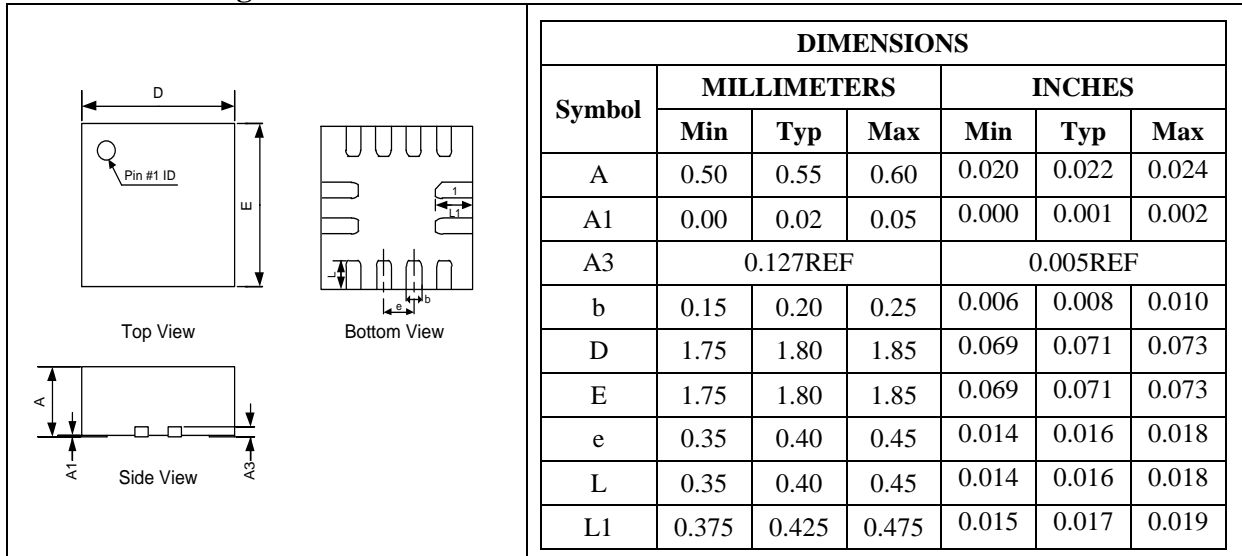 D
Pin #1 ID
E
Top View
1
L1
L
e
b
Bottom View
A
A1
A3
Side View
DIMENSIONS
Symbol MILLIMETERS INCHES
Min Typ Max Min Typ Max
A 0.50 0.55 0.60 0.020 0.022 0.024
A1 0.00 0.02 0.05 0.000 0.001 0.002
A3 0.127REF 0.005REF
b 0.15 0.20 0.25 0.006 0.008 0.010
D 1.75 1.80 1.85 0.069 0.071 0.073
E 1.75 1.80 1.85 0.069 0.071 0.073
e 0.35 0.40 0.45 0.014 0.016 0.018
L 0.35 0.40 0.45 0.014 0.016 0.018
L1 0.375 0.425 0.475 0.015 0.017 0.019